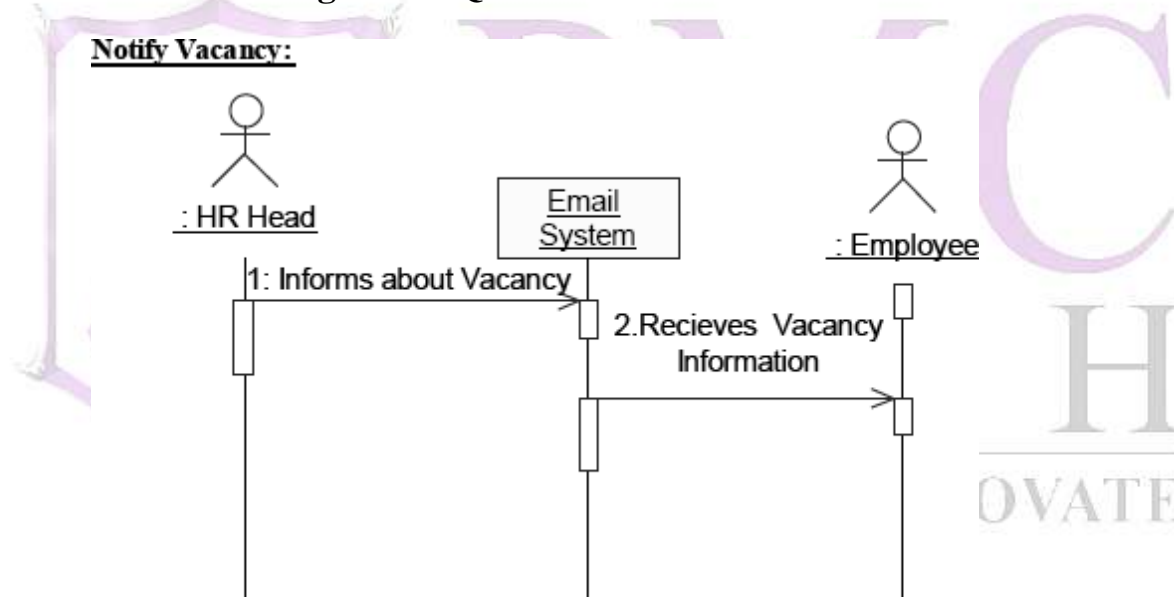 Notify Vacancy:
: HR Head
Email
System
: Employee
1: Informs about Vacancy
2.Recieves Vacancy
Information
C
H
OVATE